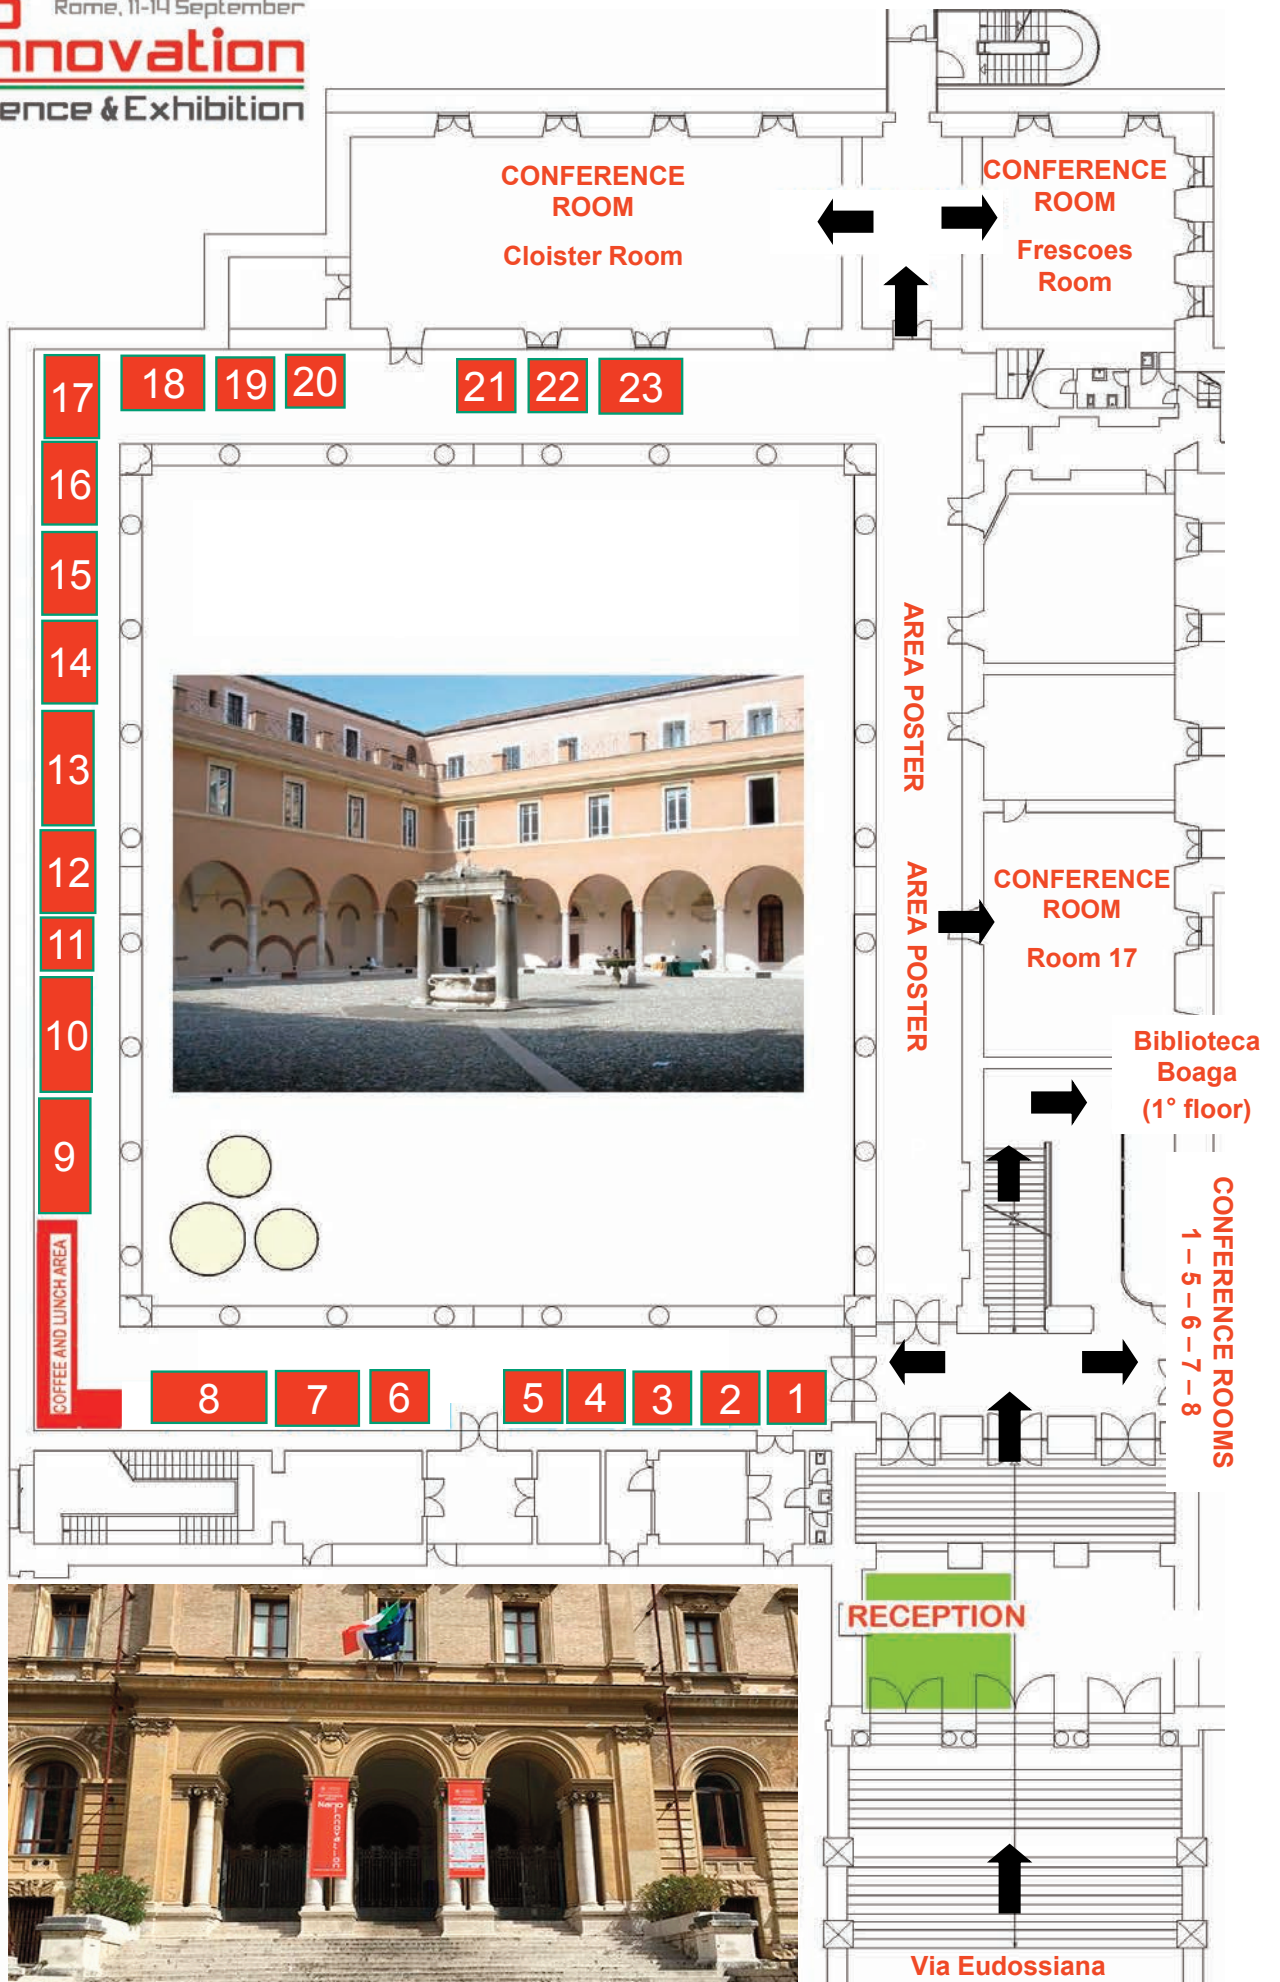 Rome, 11-14 September
nnovation
ence & Exhibition
CONFERENCE
ROOM
Cloister Room
CONFERENCE
ROOM
Frescoes
Room
17
18
19
20
21
22
23
16
15
14
13
12
11
10
9
AREA POSTER
AREA POSTER
CONFERENCE
ROOM
Room 17
Biblioteca
Boaga
(1° floor)
CONFERENCE ROOMS
1 – 5 – 6 – 7 – 8
COFFEE AND LUNCH AREA
8
7
6
5
4
3
2
1
RECEPTION
Nano
Innovation
Via Eudossiana